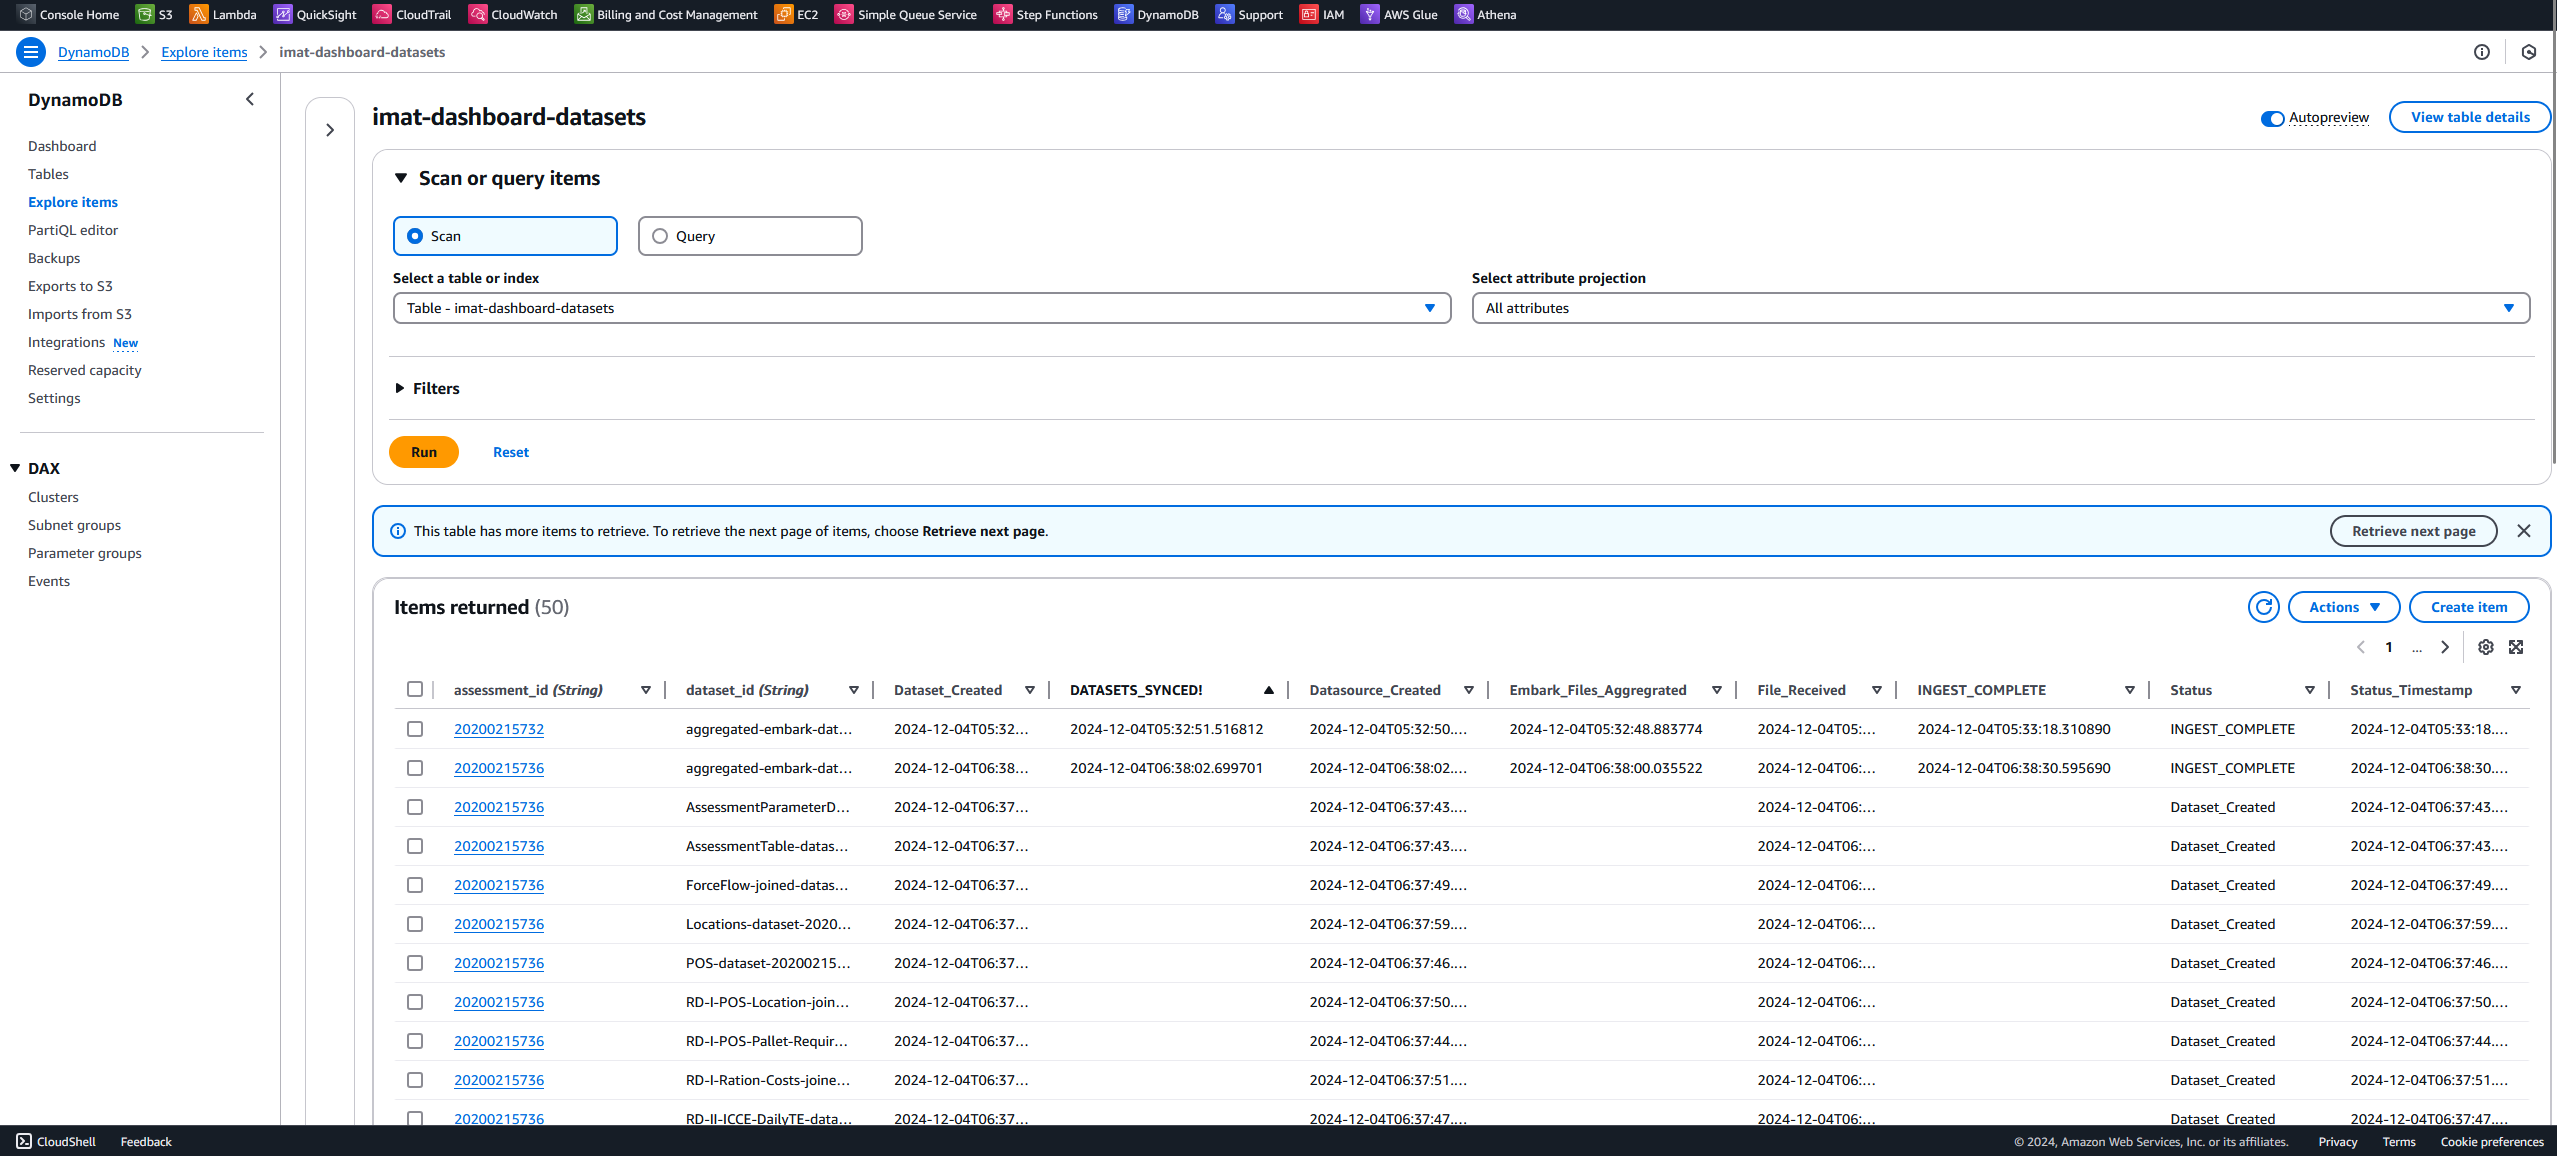 Console Home S3 Lambda QuickSight CloudTrail CloudWatch Billing and Cost Management EC2 Simple Queue Service Step Functions DynamoDB Support IAM AWS Glue Athena
DynamoDB Explore items imat-dashboard-datasets
DynamoDB
Dashboard
Tables
Explore items
PartiQL editor
Backups
Exports to S3
Imports from S3
Integrations New
Reserved capacity
Settings
DAX
Clusters
Subnet groups
Parameter groups
Events
imat-dashboard-datasets
Autopreview View table details
Scan or query items
Scan Query
Select a table or index Select attribute projection
Table - imat-dashboard-datasets All attributes
Filters
Run Reset
This table has more items to retrieve. To retrieve the next page of items, choose Retrieve next page. Retrieve next page
Items returned (50) Actions Create item
1 ...
assessment_id (String) dataset_id (String) Dataset_Created DATASETS_SYNCED! Datasource_Created Embark_Files_Aggregrated File_Received INGEST_COMPLETE Status Status_Timestamp
20200215732 aggregated-embark-dat... 2024-12-04T05:32... 2024-12-04T05:32:51.516812 2024-12-04T05:32:50.... 2024-12-04T05:32:48.883774 2024-12-04T05:... 2024-12-04T05:33:18.310890 INGEST_COMPLETE 2024-12-04T05:33:18....
20200215736 aggregated-embark-dat... 2024-12-04T06:38... 2024-12-04T06:38:02.699701 2024-12-04T06:38:02.... 2024-12-04T06:38:00.035522 2024-12-04T06:... 2024-12-04T06:38:30.595690 INGEST_COMPLETE 2024-12-04T06:38:30....
20200215736 AssessmentParameterD... 2024-12-04T06:37... 2024-12-04T06:37:43.... 2024-12-04T06:... Dataset_Created 2024-12-04T06:37:43....
20200215736 AssessmentTable-datas... 2024-12-04T06:37... 2024-12-04T06:37:43.... 2024-12-04T06:... Dataset_Created 2024-12-04T06:37:43....
20200215736 ForceFlow-joined-datas... 2024-12-04T06:37... 2024-12-04T06:37:49.... 2024-12-04T06:... Dataset_Created 2024-12-04T06:37:49....
20200215736 Locations-dataset-2020... 2024-12-04T06:37... 2024-12-04T06:37:59.... 2024-12-04T06:... Dataset_Created 2024-12-04T06:37:59....
20200215736 POS-dataset-20200215... 2024-12-04T06:37... 2024-12-04T06:37:46.... 2024-12-04T06:... Dataset_Created 2024-12-04T06:37:46....
20200215736 RD-I-POS-Location-join... 2024-12-04T06:37... 2024-12-04T06:37:50.... 2024-12-04T06:... Dataset_Created 2024-12-04T06:37:50....
20200215736 RD-I-POS-Pallet-Requir... 2024-12-04T06:37... 2024-12-04T06:37:44.... 2024-12-04T06:... Dataset_Created 2024-12-04T06:37:44....
20200215736 RD-I-Ration-Costs-joine... 2024-12-04T06:37... 2024-12-04T06:37:51.... 2024-12-04T06:... Dataset_Created 2024-12-04T06:37:51....
20200215736 RD-II-ICCE-DailyTE-data... 2024-12-04T06:37... 2024-12-04T06:37:47.... 2024-12-04T06:... Dataset_Created 2024-12-04T06:37:47....
CloudShell Feedback © 2024, Amazon Web Services, Inc. or its affiliates. Privacy Terms Cookie preferences